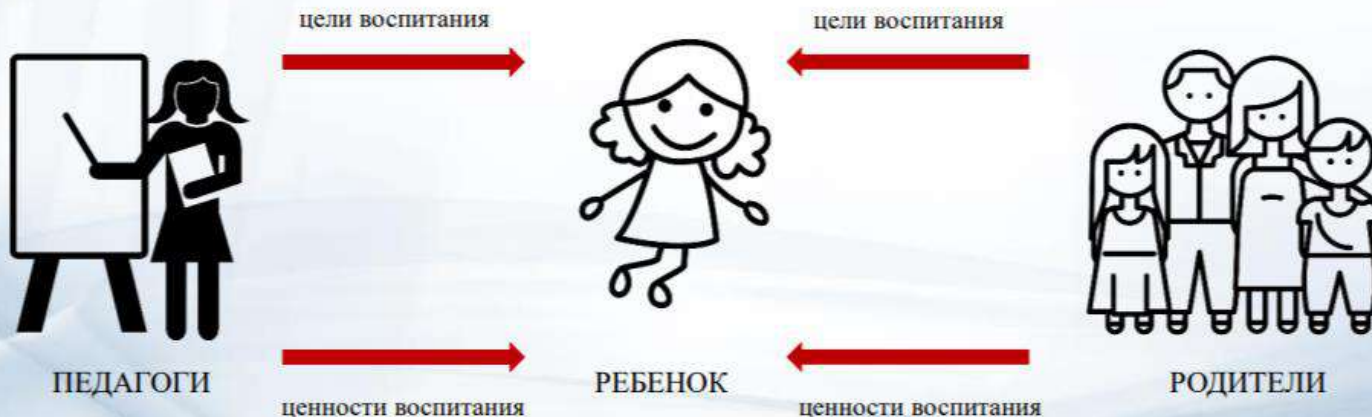 цели воспитания
цели воспитания
ПЕДАГОГИ
РЕБЕНОК
РОДИТЕЛИ
ценности воспитания
ценности воспитания